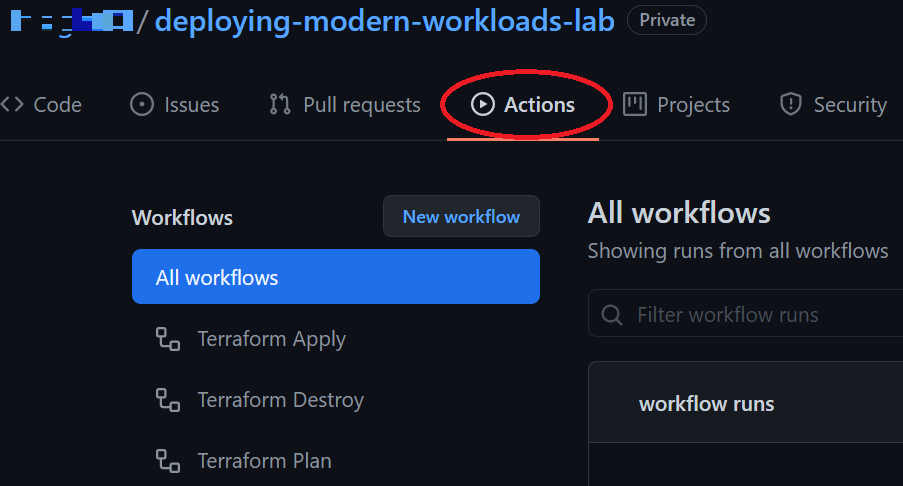 / deploying-modern-workloads-lab Private
Code Issues Pull requests Actions Projects Security
Workflows New workflow
All workflows
Terraform Apply
Terraform Destroy
Terraform Plan
All workflows
Showing runs from all workflows
Filter workflow runs
workflow runs